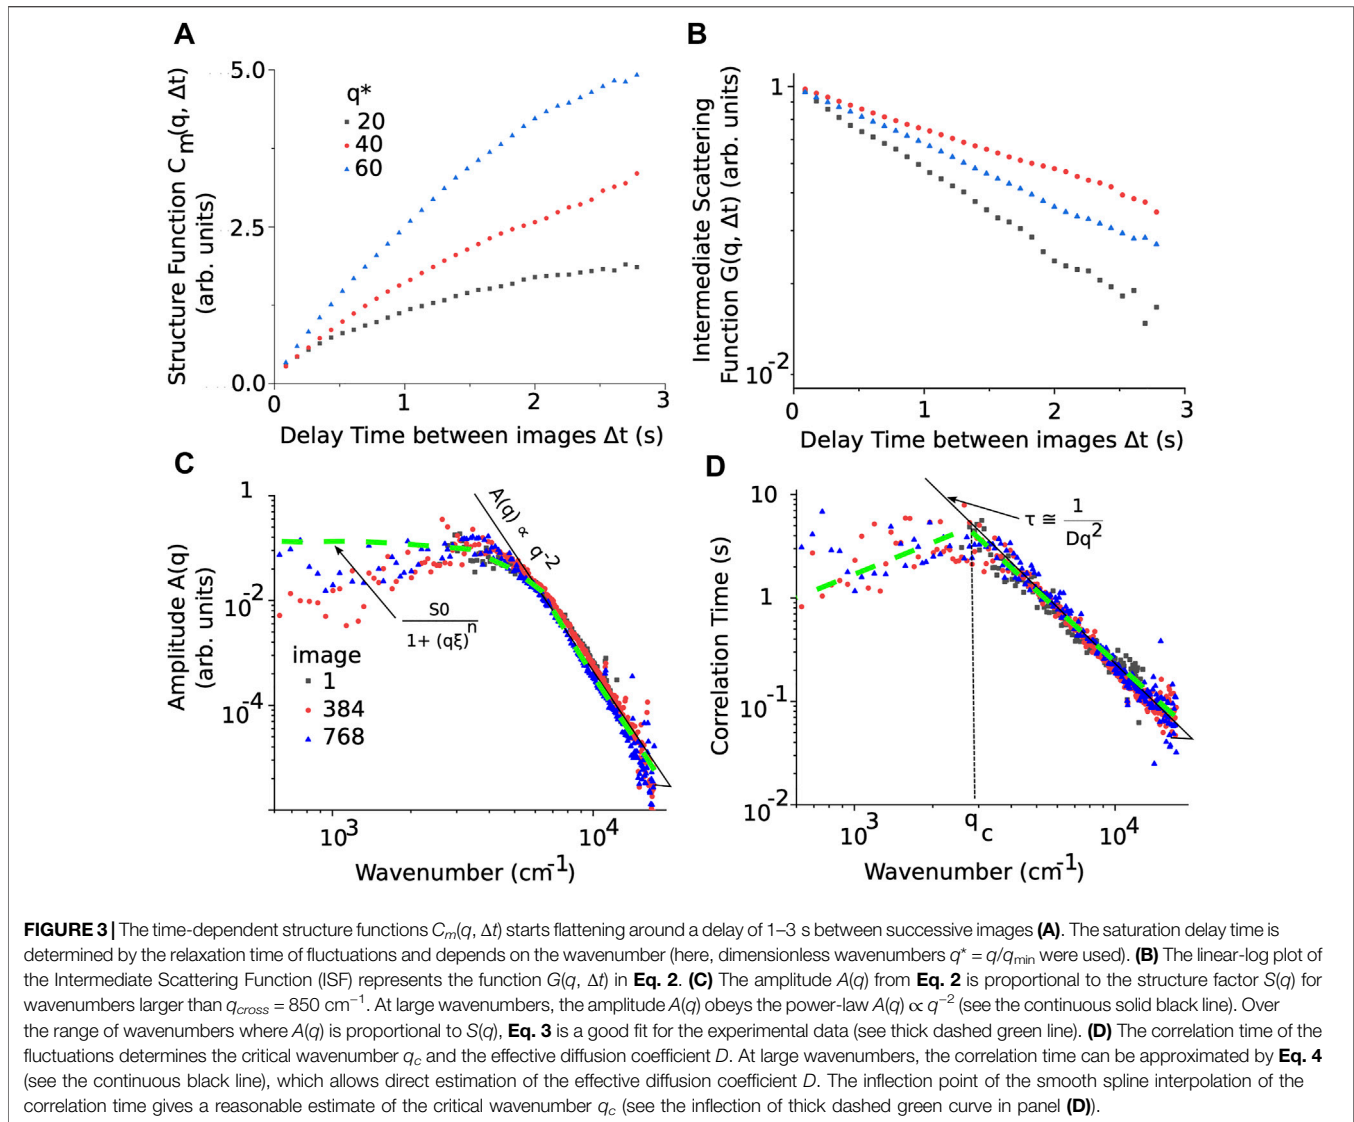 A
Structure Function C_m(q, Δt)
(arb. units)
5.0
2.5
0.0
q*
20
40
60
0
1
2
3
Delay Time between images Δt (s)
B
Intermediate Scattering
Function G(q, Δt) (arb. units)
1
10^-2
0
1
2
3
Delay Time between images Δt (s)
C
Amplitude A(q)
(arb. units)
1
10^-2
10^-4
A(q) ∝ q^-2
S0
1+ (qξ)^n
image
1
384
768
10^3
10^4
Wavenumber (cm^-1)
D
Correlation Time (s)
10
1
10^-1
10^-2
τ ≅ 1
Dq^2
10^3
q_c
10^4
Wavenumber (cm^-1)
FIGURE 3 | The time-dependent structure functions C_m(q, Δt) starts flattening around a delay of 1–3 s between successive images (A). The saturation delay time is
determined by the relaxation time of fluctuations and depends on the wavenumber (here, dimensionless wavenumbers q* = q/q_min were used). (B) The linear-log plot of
the Intermediate Scattering Function (ISF) represents the function G(q, Δt) in Eq. 2. (C) The amplitude A(q) from Eq. 2 is proportional to the structure factor S(q) for
wavenumbers larger than q_cross = 850 cm^−1. At large wavenumbers, the amplitude A(q) obeys the power-law A(q) ∝ q^−2 (see the continuous solid black line). Over
the range of wavenumbers where A(q) is proportional to S(q), Eq. 3 is a good fit for the experimental data (see thick dashed green line). (D) The correlation time of the
fluctuations determines the critical wavenumber q_c and the effective diffusion coefficient D. At large wavenumbers, the correlation time can be approximated by Eq. 4
(see the continuous black line), which allows direct estimation of the effective diffusion coefficient D. The inflection point of the smooth spline interpolation of the
correlation time gives a reasonable estimate of the critical wavenumber q_c (see the inflection of thick dashed green curve in panel (D)).